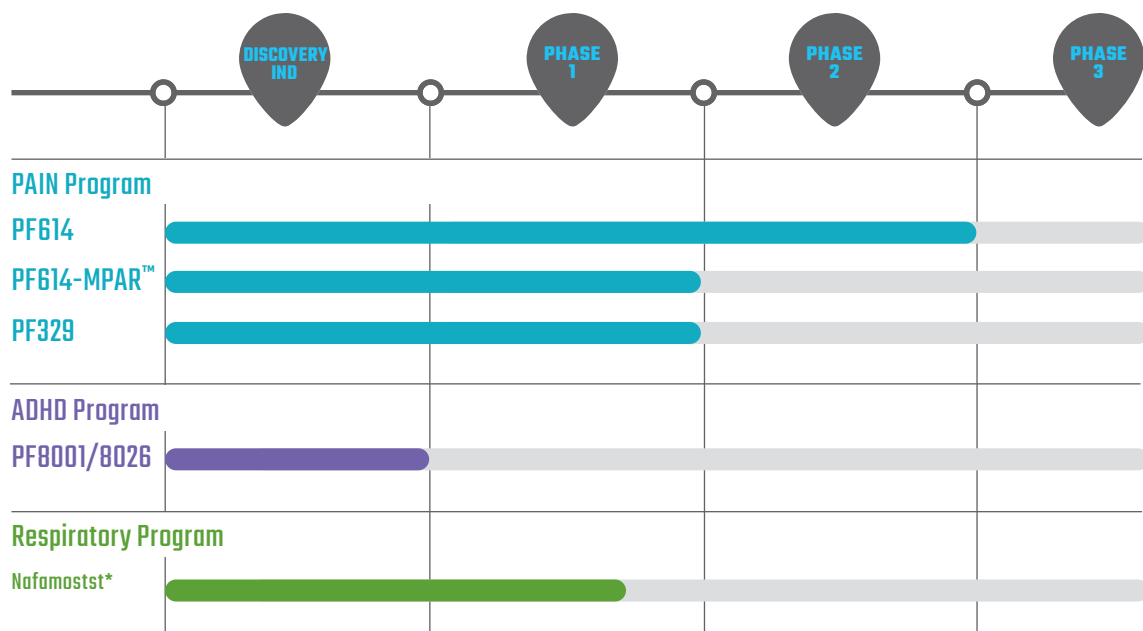 DISCOVERY
IND
PHASE
1
PHASE
2
PHASE
3
PAIN Program
PF614
PF614-MPAR™
PF329
ADHD Program
PF8001/8026
Respiratory Program
Nafamostst*